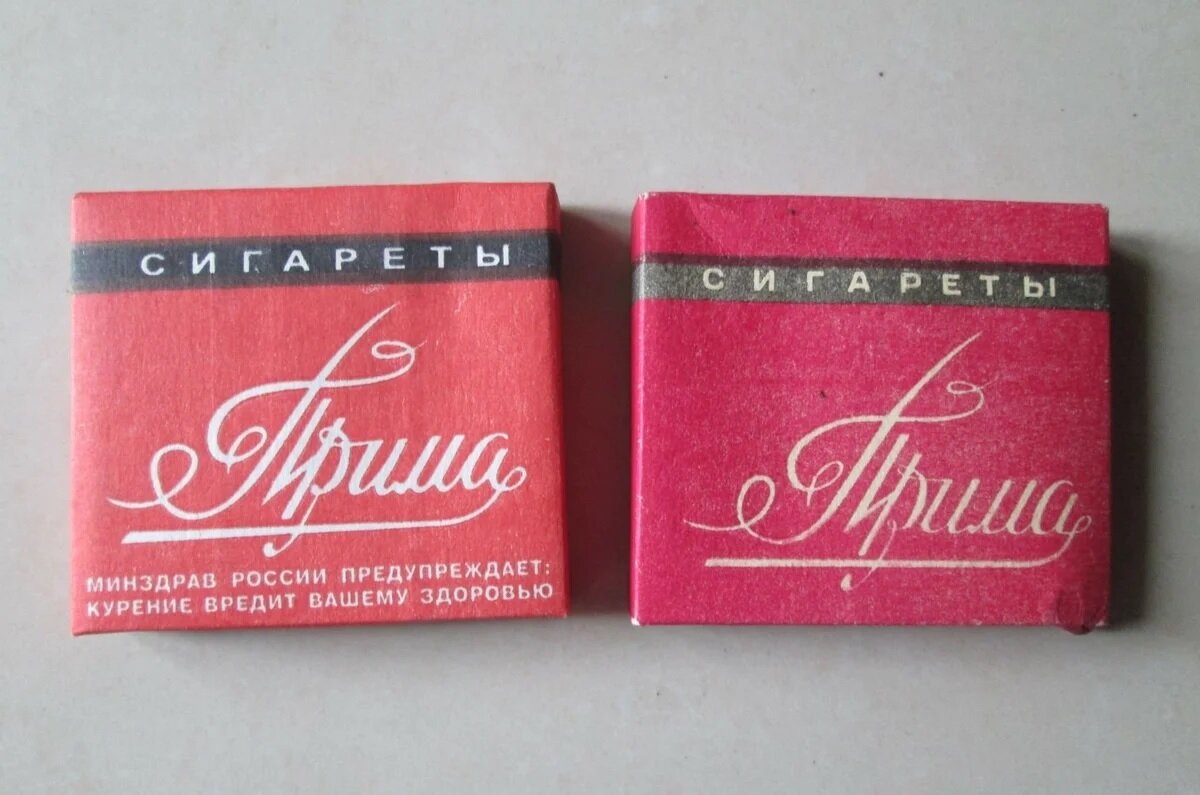 СИГАРЕТЫ
Прима
МИНЗДРАВ РОССИИ ПРЕДУПРЕЖДАЕТ:
КУРЕНИЕ ВРЕДИТ ВАШЕМУ ЗДОРОВЬЮ
СИГАРЕТЫ
Прима